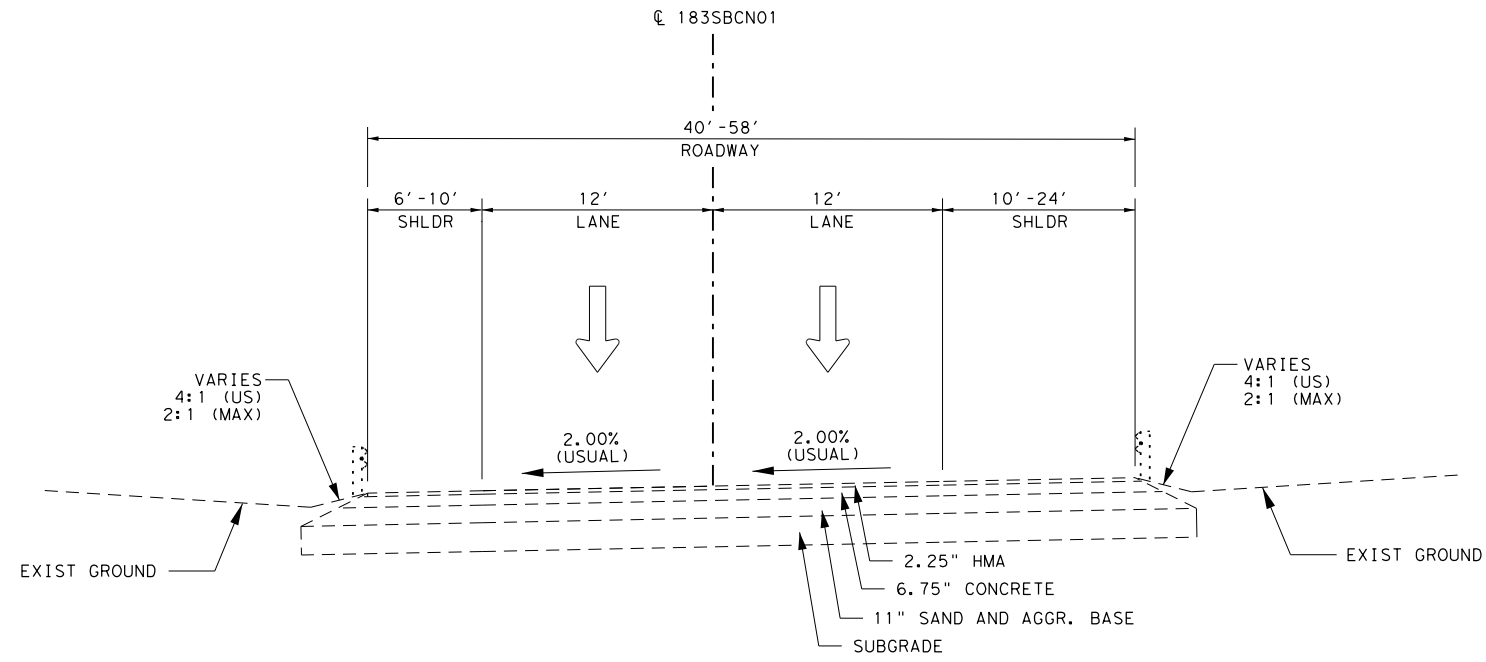 ℄ 183SBCN01
40'-58'
ROADWAY
6'-10'
SHLDR
12'
LANE
12'
LANE
10'-24'
SHLDR
VARIES
4:1 (US)
2:1 (MAX)
VARIES
4:1 (US)
2:1 (MAX)
2.00%
(USUAL)
2.00%
(USUAL)
EXIST GROUND
EXIST GROUND
2.25" HMA
6.75" CONCRETE
11" SAND AND AGGR. BASE
SUBGRADE